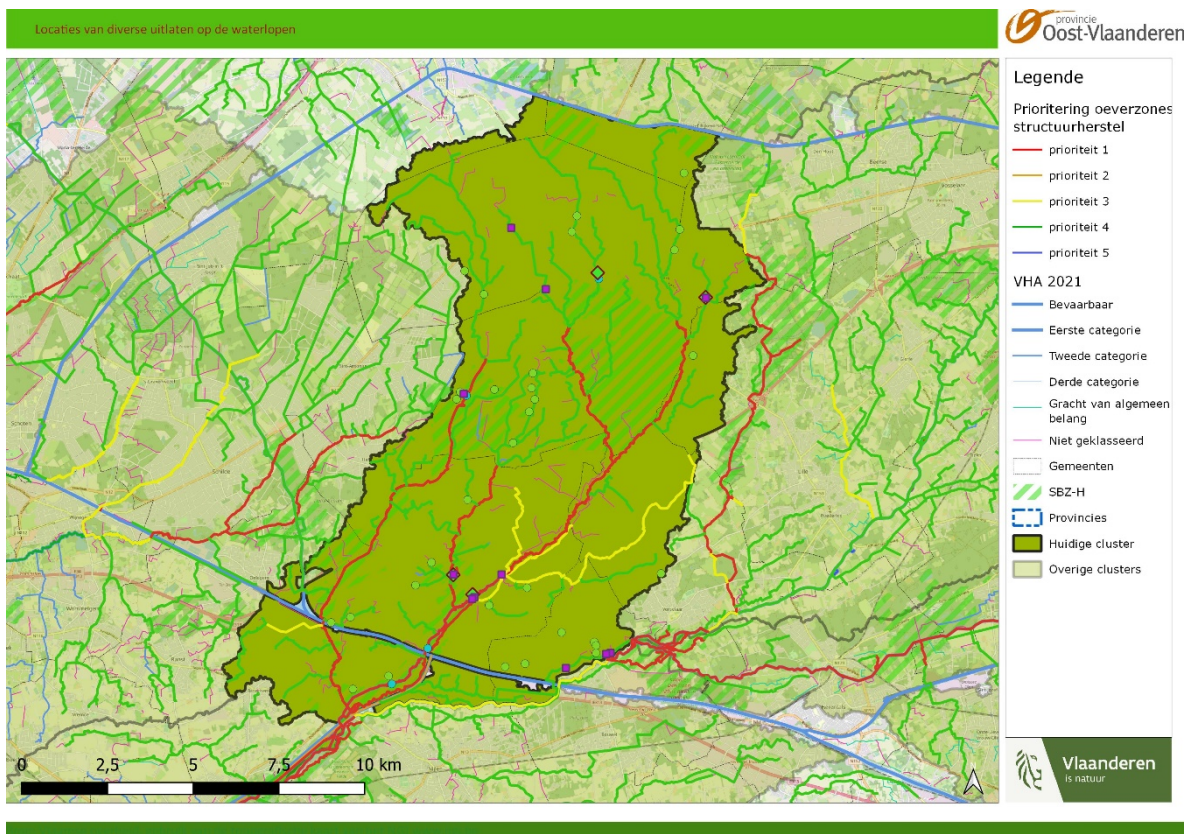 Locaties van diverse uitlaten op de waterlopen
provincie
Oost-Vlaanderen
Legende
Prioritering oeverzones
structuurherstel
prioriteit 1
prioriteit 2
prioriteit 3
prioriteit 4
prioriteit 5
VHA 2021
Bevaarbaar
Eerste categorie
Tweede categorie
Derde categorie
Gracht van algemeen
belang
Niet geklasseerd
Gemeenten
SBZ-H
Provincies
Huidige cluster
Overige clusters
0 2,5 5 7,5 10 km
Vlaanderen
is natuur